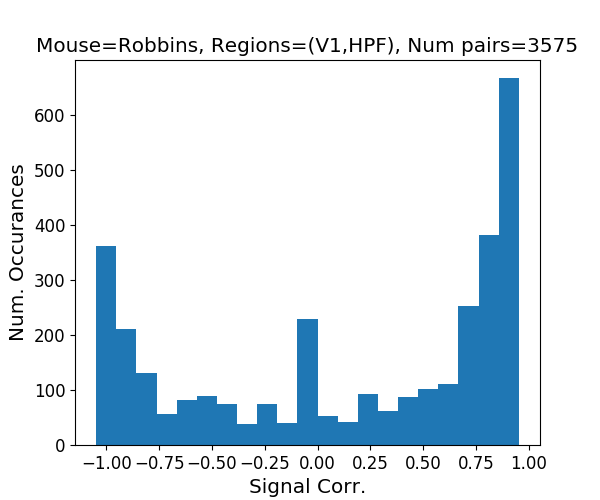 Mouse=Robbins, Regions=(V1,HPF), Num pairs=3575
Num. Occurances
600
500
400
300
200
100
0
−1.00 −0.75 −0.50 −0.25 0.00 0.25 0.50 0.75 1.00
Signal Corr.